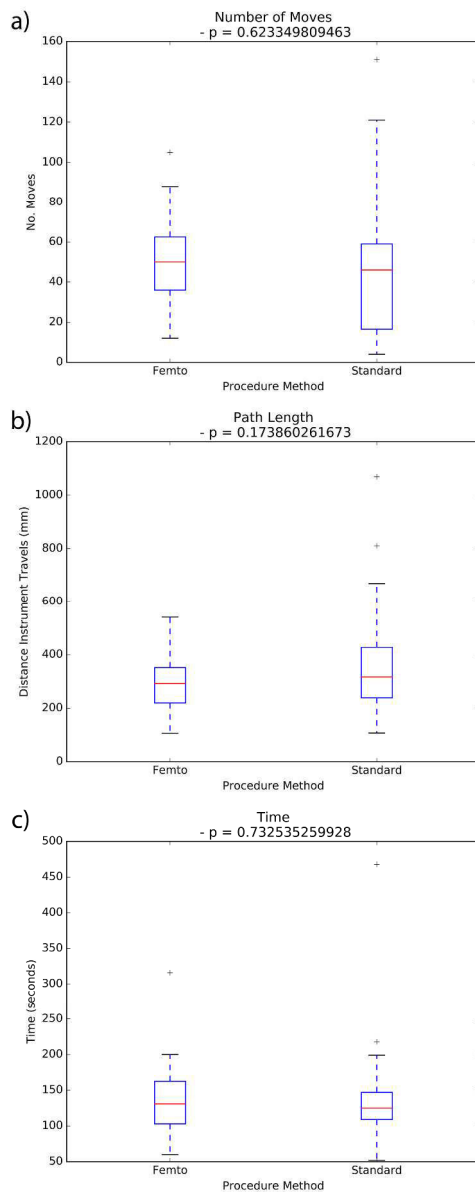 a)
Number of Moves
- p = 0.623349809463
160
140
120
100
80
60
40
20
0
No. Moves
Femto
Standard
Procedure Method
b)
Path Length
- p = 0.173860261673
1200
1000
800
600
400
200
0
Distance Instrument Travels (mm)
Femto
Standard
Procedure Method
c)
Time
- p = 0.732535259928
500
450
400
350
300
250
200
150
100
50
Time (seconds)
Femto
Standard
Procedure Method